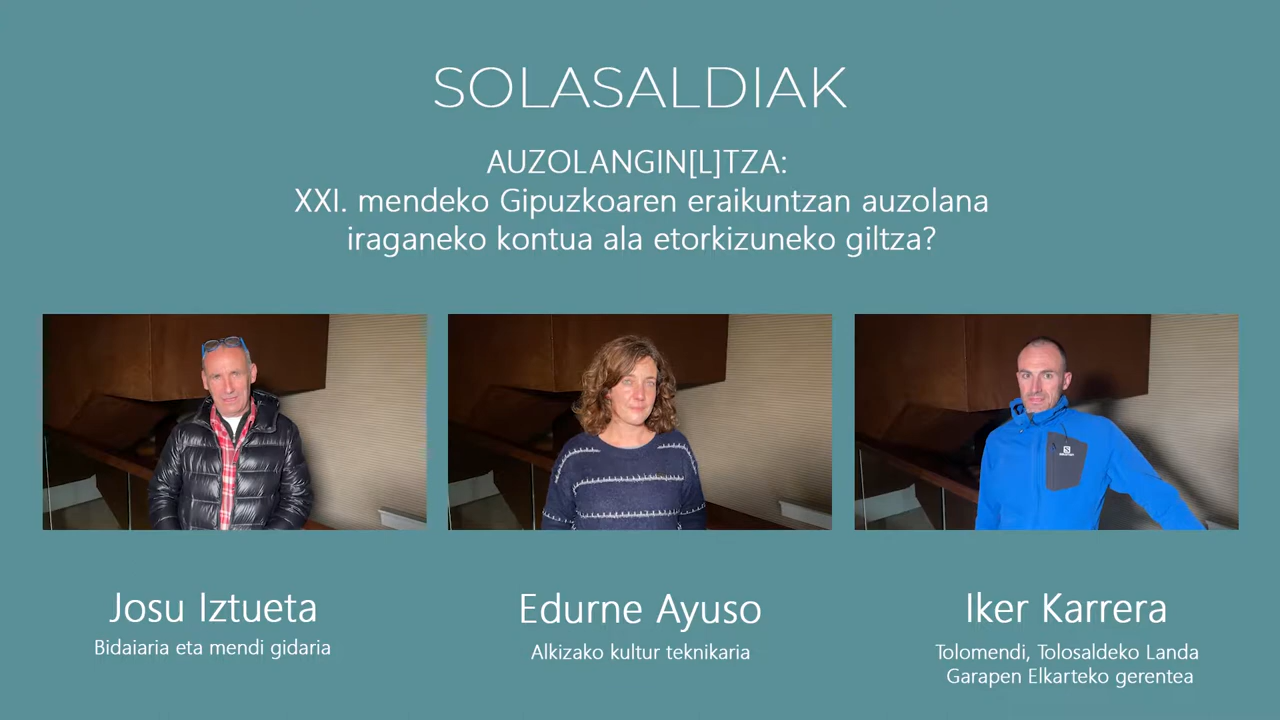 SOLASALDIAK
AUZOLANGIN[L]TZA:
XXI. mendeko Gipuzkoaren eraikuntzan auzolana
iraganeko kontua ala etorkizuneko giltza?
Josu Iztueta
Bidaiaria eta mendi gidaria
Edurne Ayuso
Alkizako kultur teknikaria
Iker Karrera
Tolomendi, Tolosaldeko Landa
Garapen Elkarteko gerentea